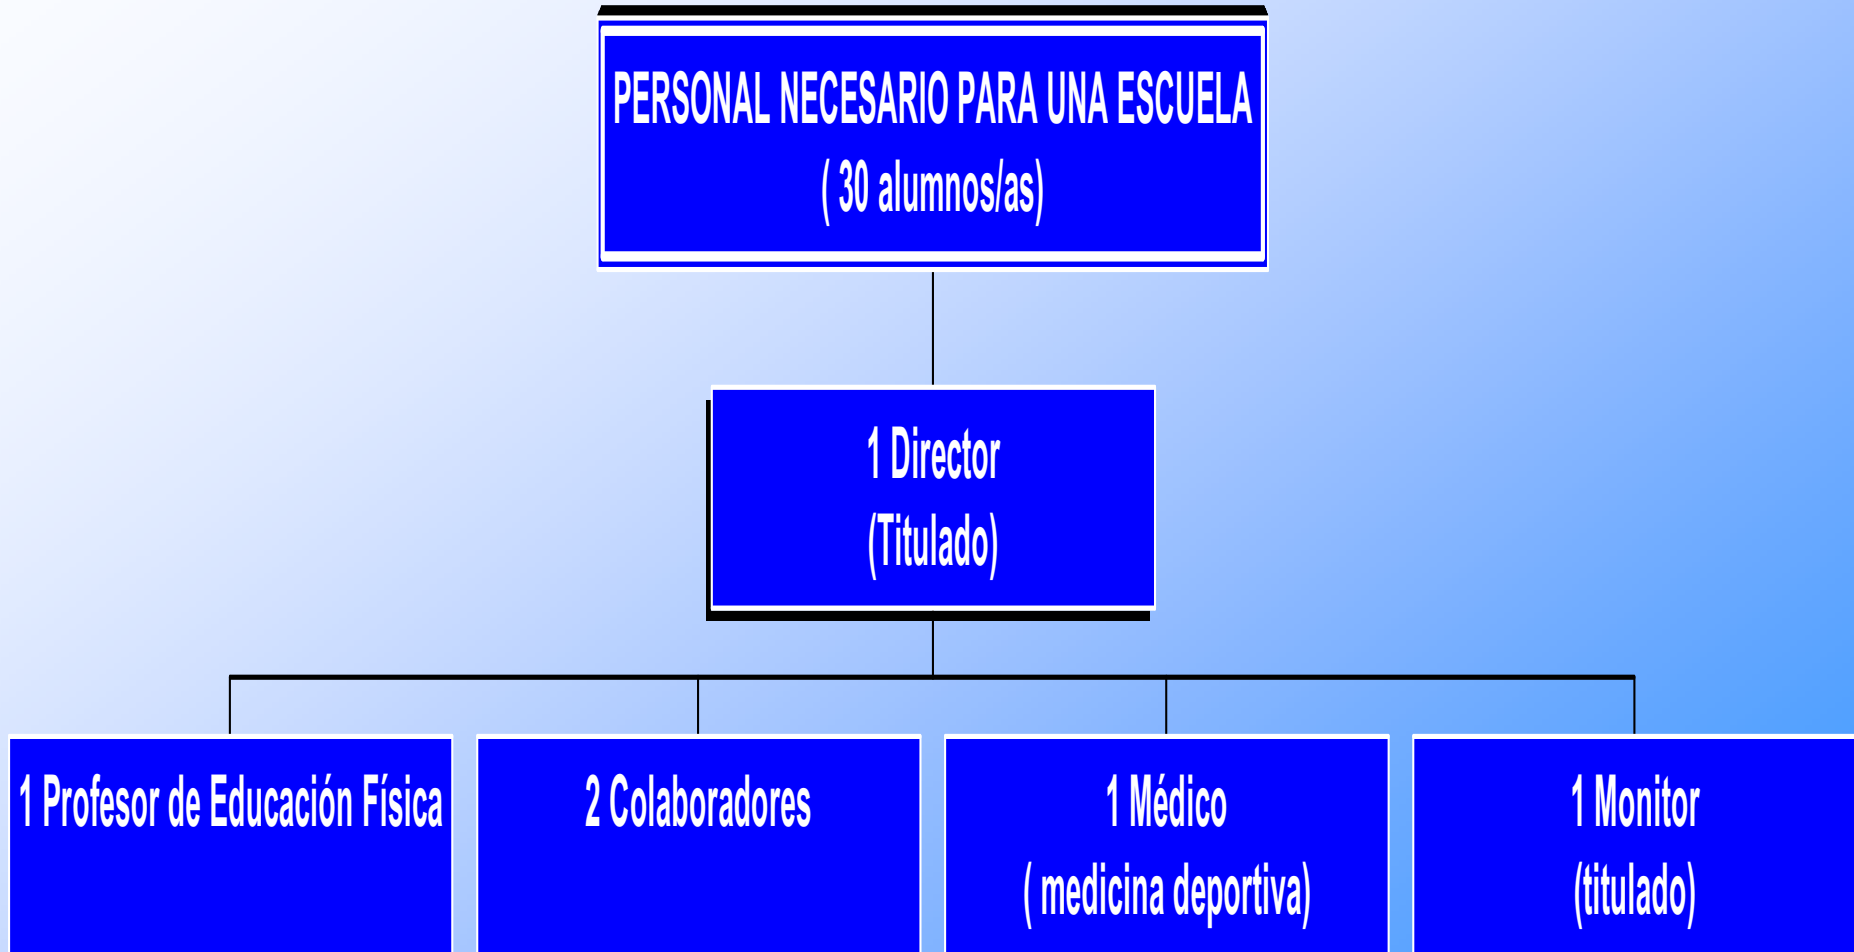 PERSONAL NECESARIO PARA UNA ESCUELA
( 30 alumnos/as)
1 Director
(Titulado)
1 Profesor de Educación Física
2 Colaboradores
1 Médico
( medicina deportiva)
1 Monitor
(titulado)